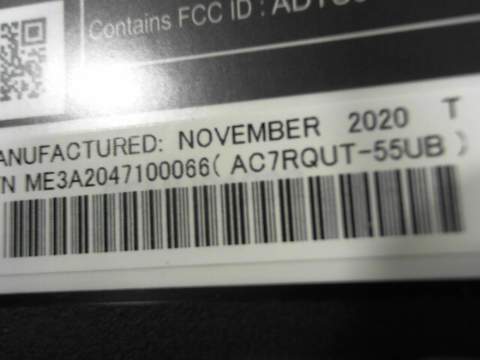 Contains FCC ID :
ANUFACTURED: NOVEMBER 2020 T
N ME3A2047100066( AC7RQUT-55UB )